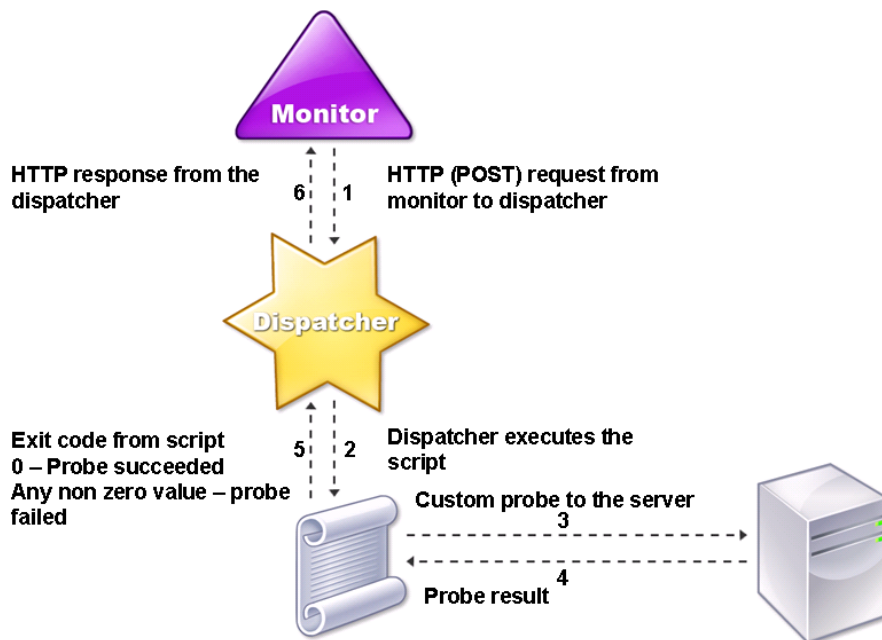 Monitor
HTTP response from the
dispatcher
6
1
HTTP (POST) request from
monitor to dispatcher
Dispatcher
Exit code from script
0 – Probe succeeded
Any non zero value – probe
failed
5
2
Dispatcher executes the
script
Custom probe to the server
3
4
Probe result